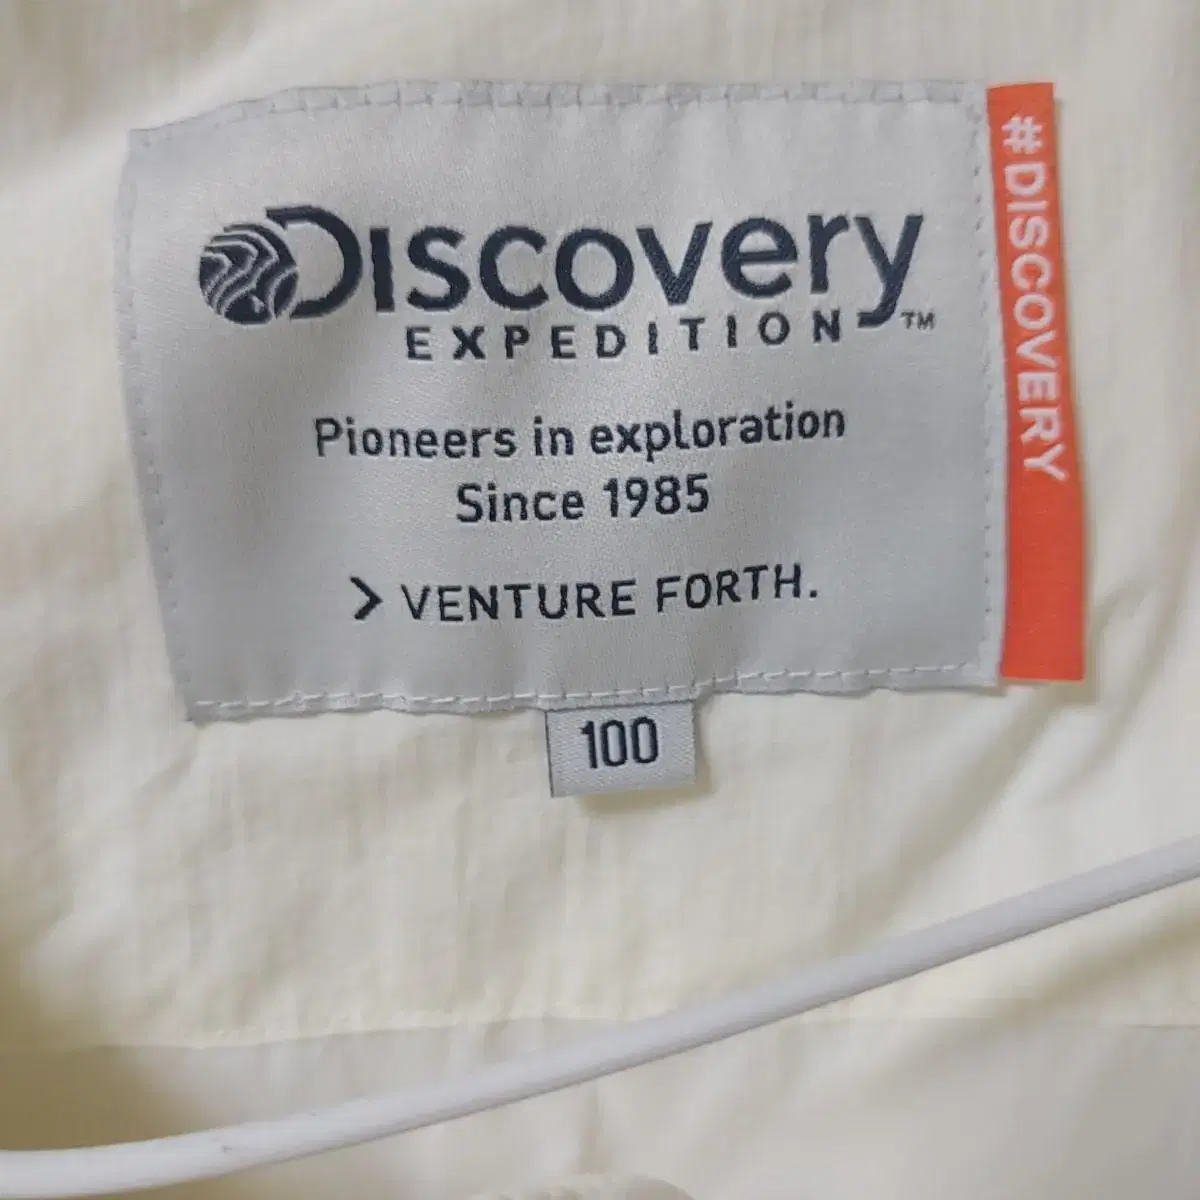 Discovery
EXPEDITION™
Pioneers in exploration
Since 1985
> VENTURE FORTH.
100
#DISCOVERY